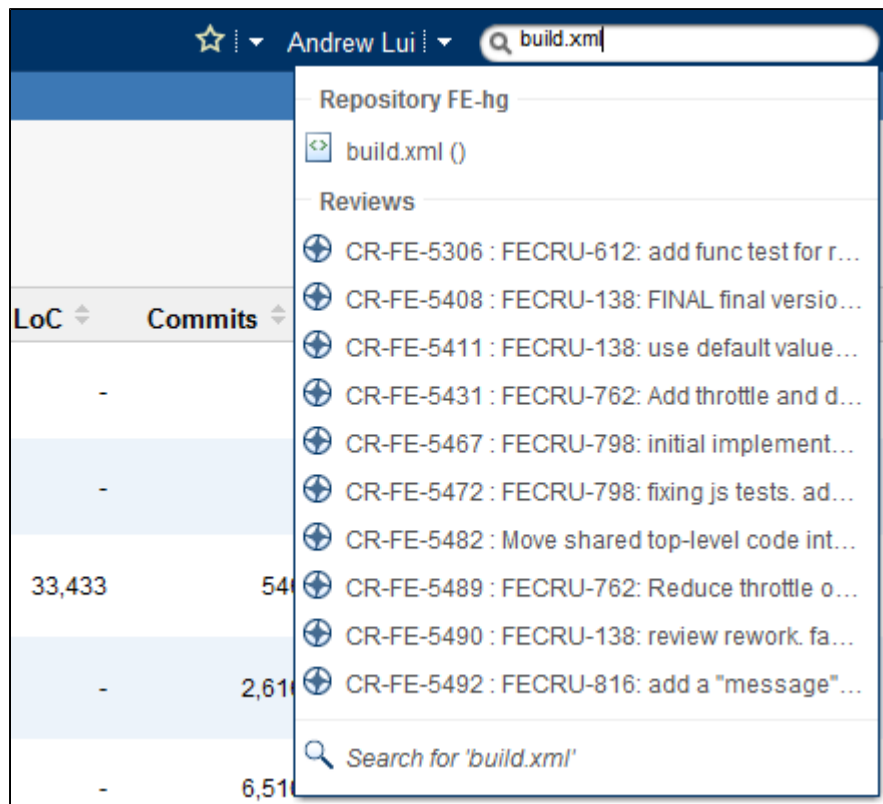 Andrew Lui
build.xml
Repository FE-hg
build.xml ()
Reviews
CR-FE-5306 : FECRU-612: add func test for r...
CR-FE-5408 : FECRU-138: FINAL final versio...
CR-FE-5411 : FECRU-138: use default value...
CR-FE-5431 : FECRU-762: Add throttle and d...
CR-FE-5467 : FECRU-798: initial implement...
CR-FE-5472 : FECRU-798: fixing js tests. ad...
CR-FE-5482 : Move shared top-level code int...
CR-FE-5489 : FECRU-762: Reduce throttle o...
CR-FE-5490 : FECRU-138: review rework. fa...
CR-FE-5492 : FECRU-816: add a "message"...
Search for 'build.xml'
LoC Commits
-
-
33,433
- 2,61
- 6,51